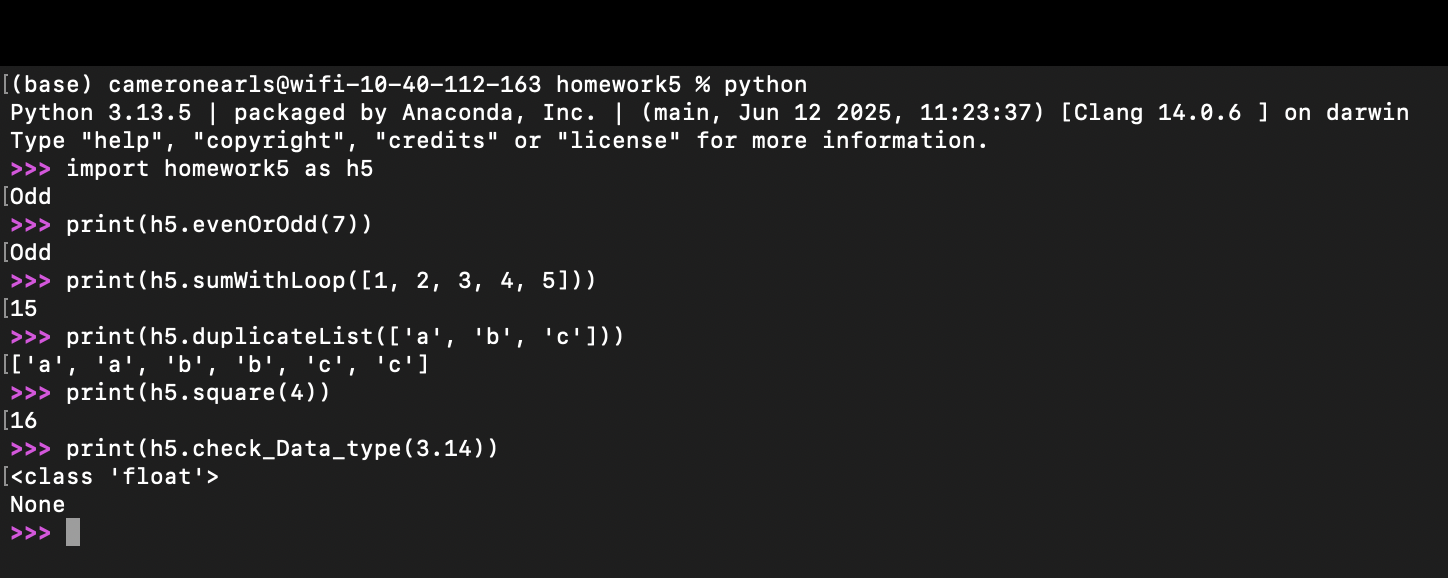 [(base) cameronearls@wifi-10-40-112-163 homework5 % python
Python 3.13.5 | packaged by Anaconda, Inc. | (main, Jun 12 2025, 11:23:37) [Clang 14.0.6 ] on darwin
Type "help", "copyright", "credits" or "license" for more information.
>>> import homework5 as h5
[Odd
>>> print(h5.evenOrOdd(7))
[Odd
>>> print(h5.sumWithLoop([1, 2, 3, 4, 5]))
[15
>>> print(h5.duplicateList(['a', 'b', 'c']))
[['a', 'a', 'b', 'b', 'c', 'c']
>>> print(h5.square(4))
[16
>>> print(h5.check_Data_type(3.14))
[<class 'float'>
None
>>>